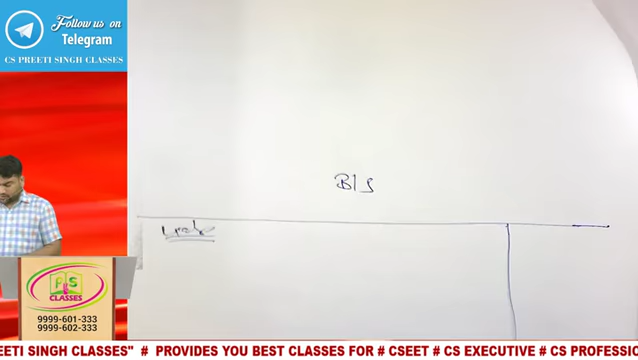 Follow us on
Telegram
CS PREETI SINGH CLASSES
B/S
PS
CLASSES
9999-601-333
9999-602-333
EETI SINGH CLASSES" # PROVIDES YOU BEST CLASSES FOR # CSEET # CS EXECUTIVE # CS PROFESSIO